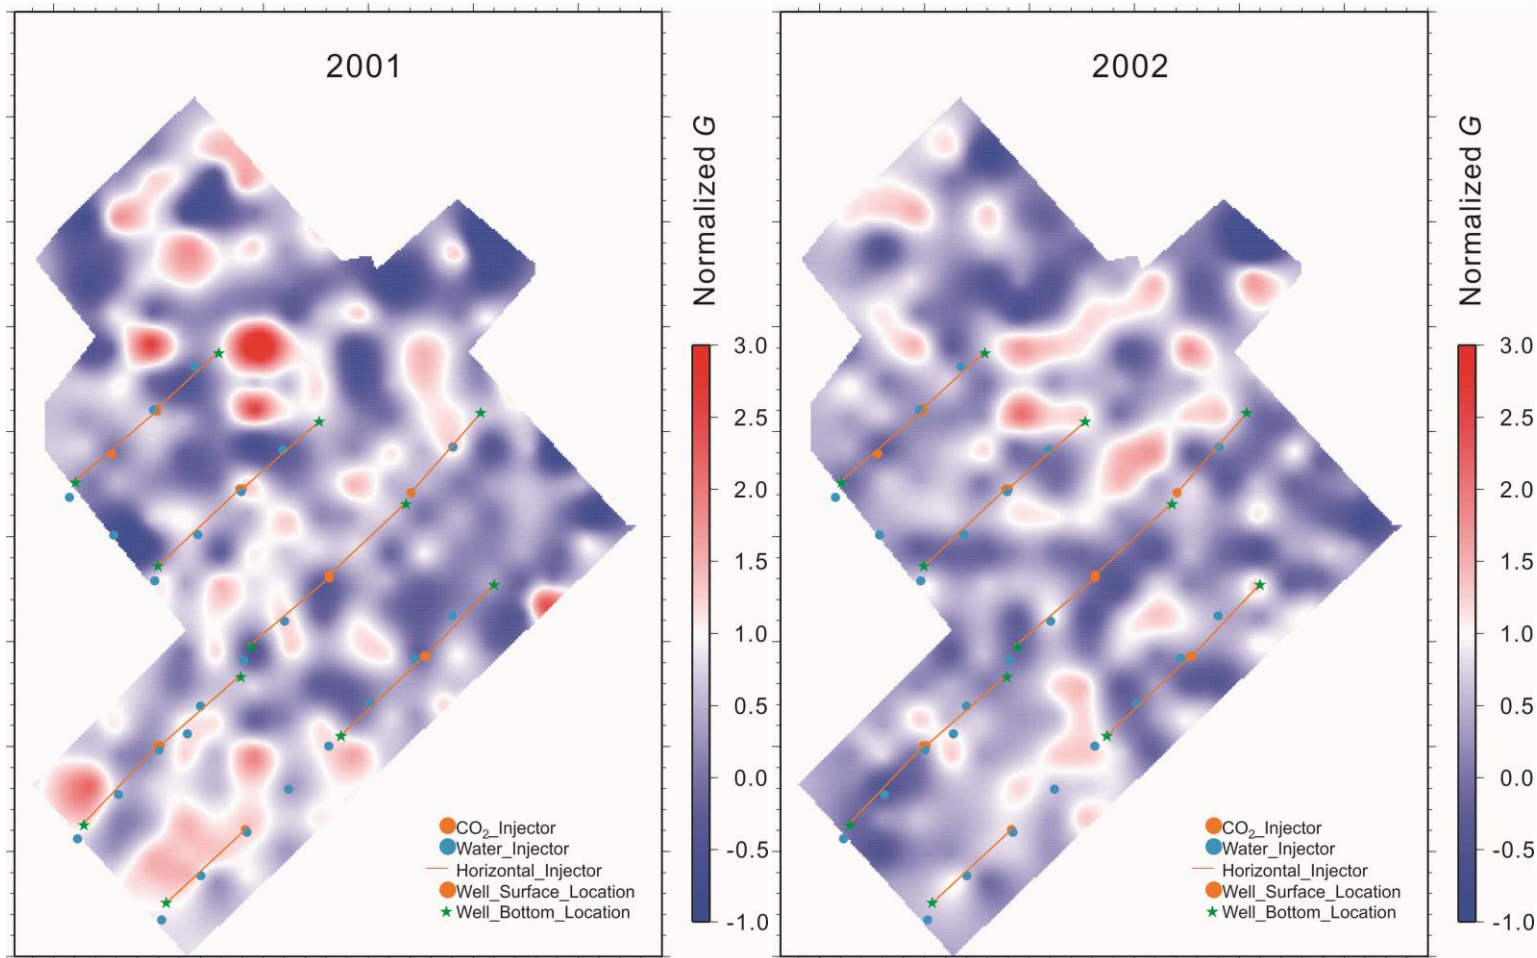 2001
Normalized G
3.0
2.5
2.0
1.5
1.0
0.5
0.0
-0.5
-1.0
CO₂_Injector
Water_Injector
Horizontal_Injector
Well_Surface_Location
Well_Bottom_Location
2002
Normalized G
3.0
2.5
2.0
1.5
1.0
0.5
0.0
-0.5
-1.0
CO₂_Injector
Water_Injector
Horizontal_Injector
Well_Surface_Location
Well_Bottom_Location